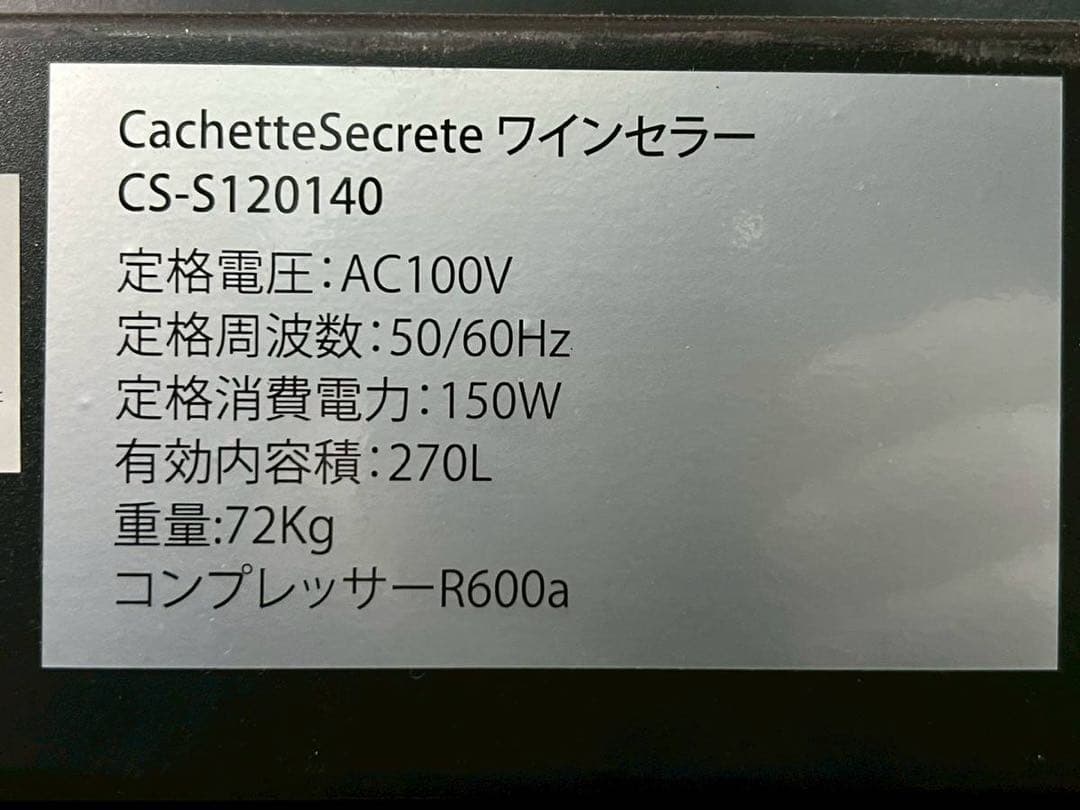 CachetteSecrete ワインセラー
CS-S120140
定格電圧：AC100V
定格周波数：50/60Hz
定格消費電力：150W
有効内容積：270L
重量:72Kg
コンプレッサーR600a